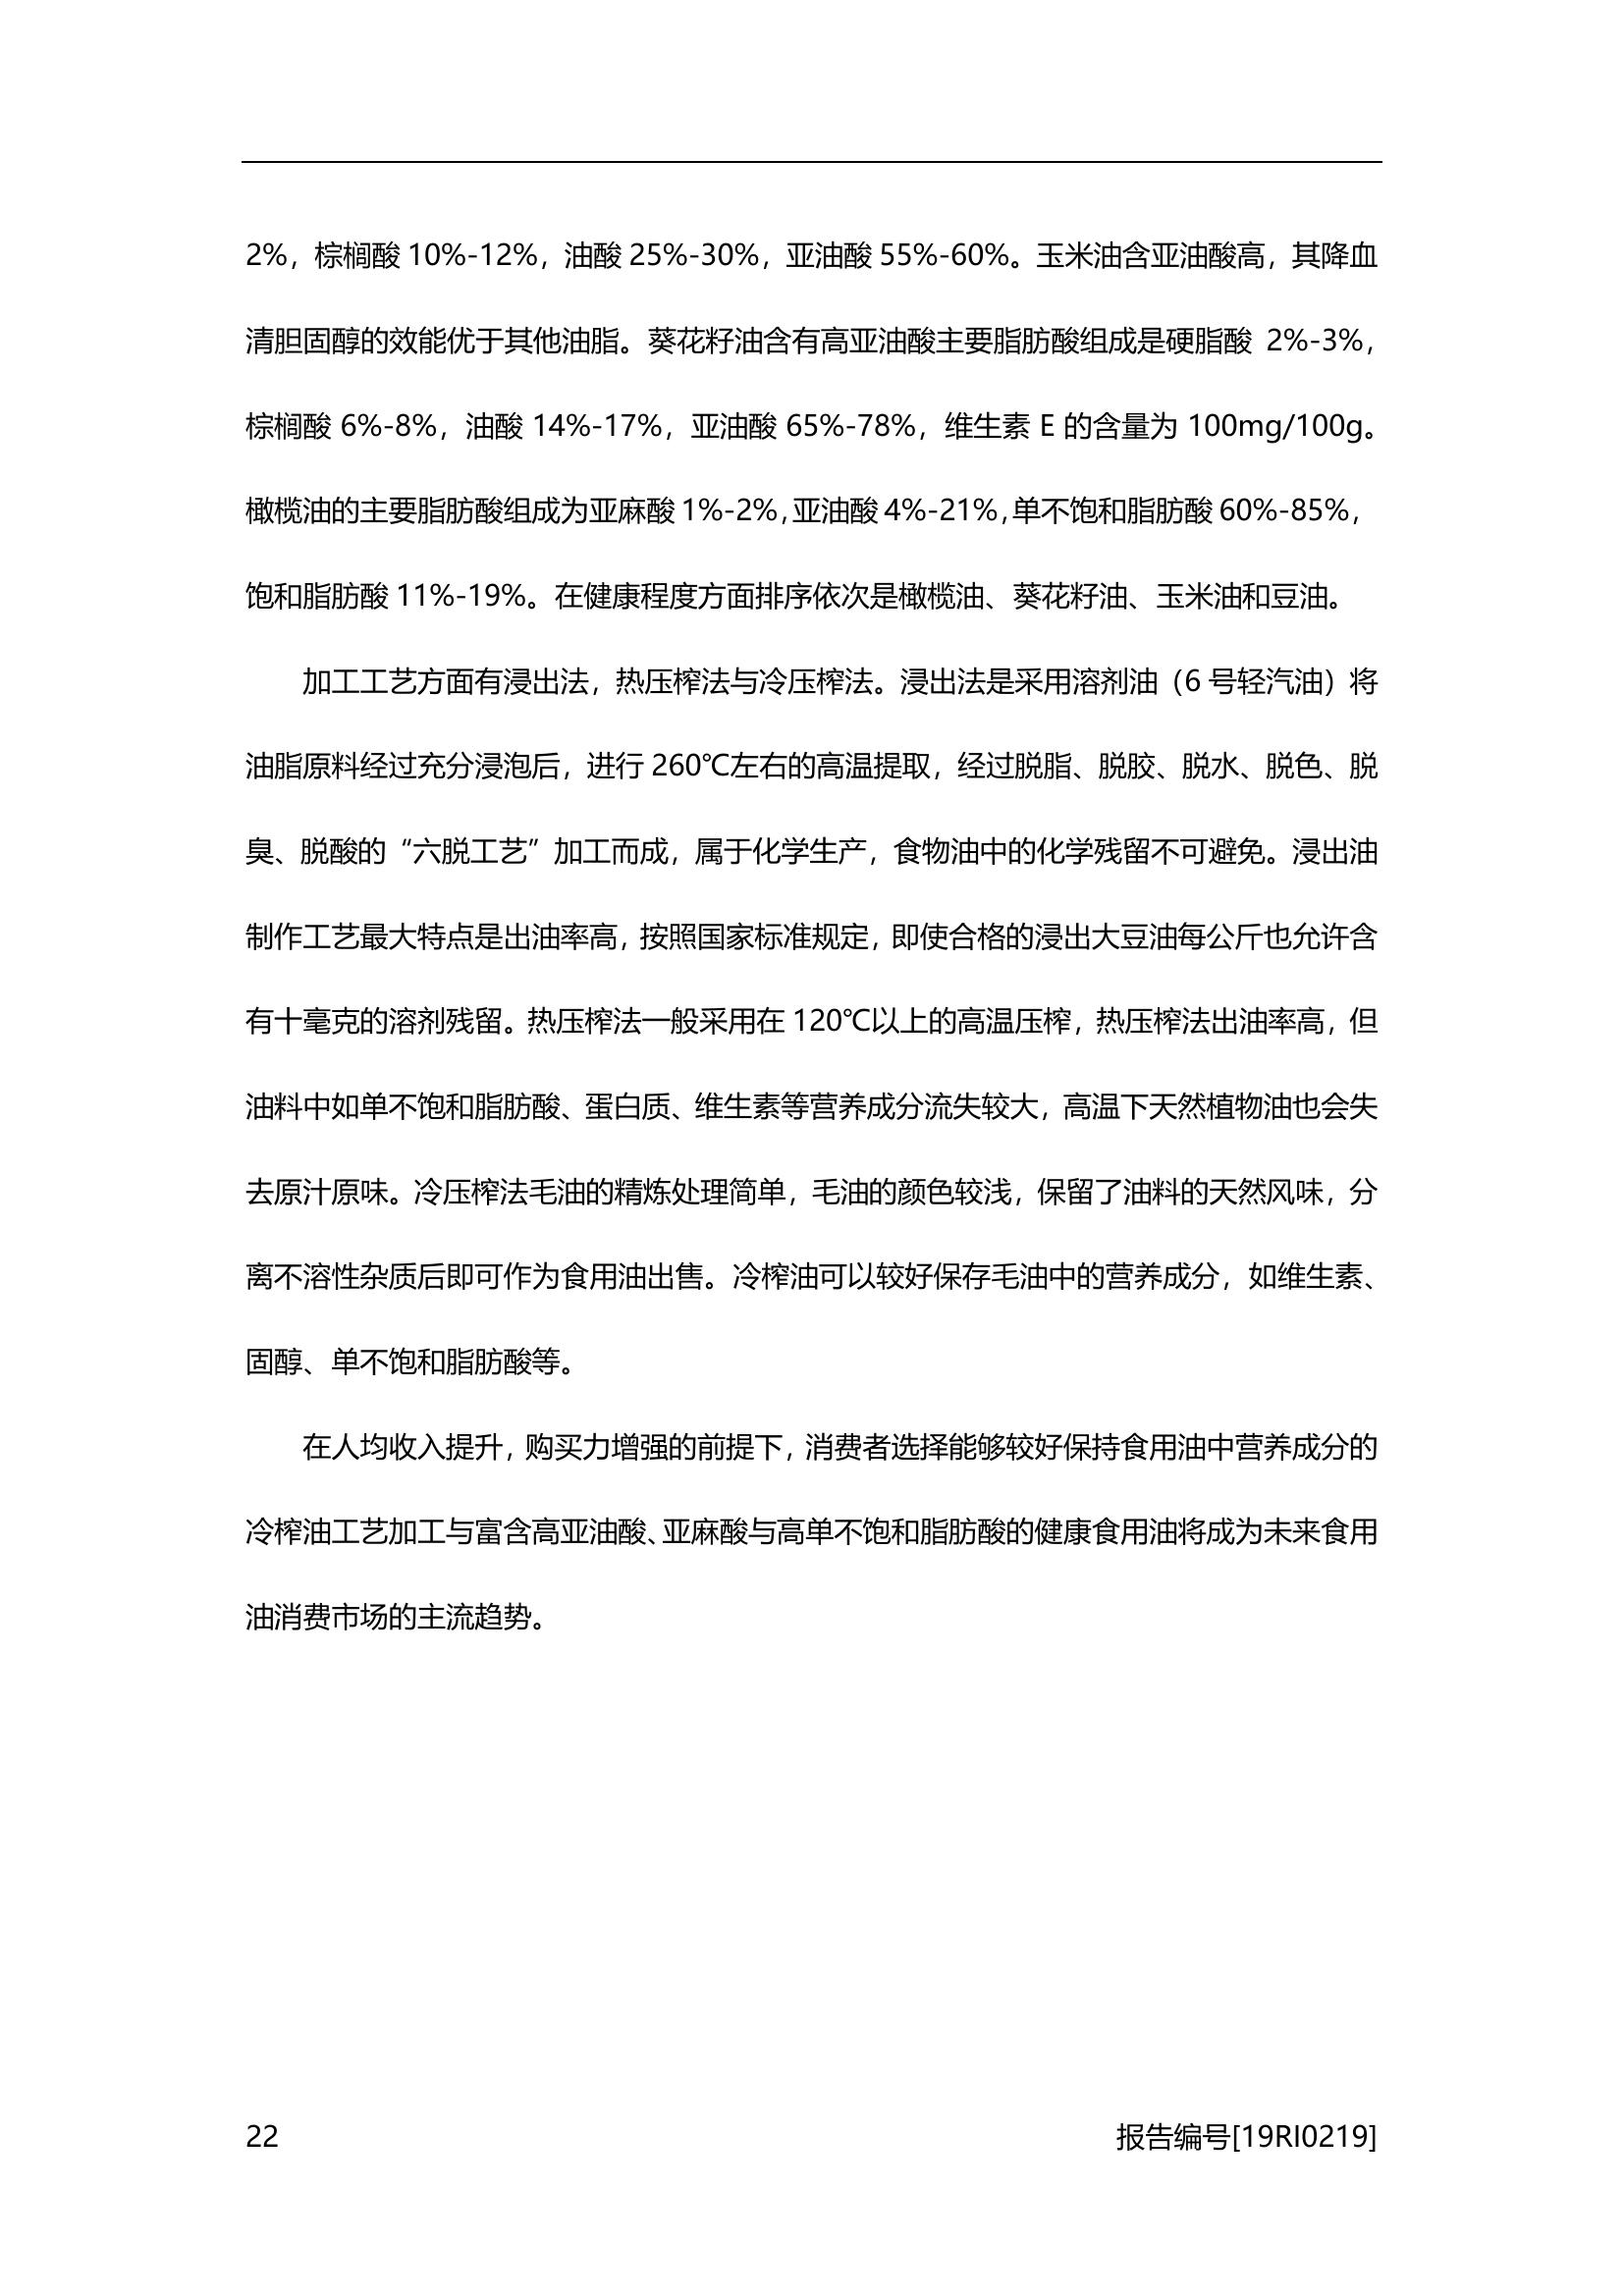 2%，棕榈酸 10%-12%，油酸 25%-30%，亚油酸 55%-60%。玉米油含亚油酸高，其降血
清胆固醇的效能优于其他油脂。葵花籽油含有高亚油酸主要脂肪酸组成是硬脂酸 2%-3%，
棕榈酸 6%-8%，油酸 14%-17%，亚油酸 65%-78%，维生素 E 的含量为 100mg/100g。
橄榄油的主要脂肪酸组成为亚麻酸 1%-2%，亚油酸 4%-21%，单不饱和脂肪酸 60%-85%，
饱和脂肪酸 11%-19%。在健康程度方面排序依次是橄榄油、葵花籽油、玉米油和豆油。
加工工艺方面有浸出法，热压榨法与冷压榨法。浸出法是采用溶剂油（6 号轻汽油）将
油脂原料经过充分浸泡后，进行 260℃左右的高温提取，经过脱脂、脱胶、脱水、脱色、脱
臭、脱酸的“六脱工艺”加工而成，属于化学生产，食物油中的化学残留不可避免。浸出油
制作工艺最大特点是出油率高，按照国家标准规定，即使合格的浸出大豆油每公斤也允许含
有十毫克的溶剂残留。热压榨法一般采用在 120℃以上的高温压榨，热压榨法出油率高，但
油料中如单不饱和脂肪酸、蛋白质、维生素等营养成分流失较大，高温下天然植物油也会失
去原汁原味。冷压榨法毛油的精炼处理简单，毛油的颜色较浅，保留了油料的天然风味，分
离不溶性杂质后即可作为食用油出售。冷榨油可以较好保存毛油中的营养成分，如维生素、
固醇、单不饱和脂肪酸等。
在人均收入提升，购买力增强的前提下，消费者选择能够较好保持食用油中营养成分的
冷榨油工艺加工与富含高亚油酸、亚麻酸与高单不饱和脂肪酸的健康食用油将成为未来食用
油消费市场的主流趋势。
22 报告编号[19RI0219]